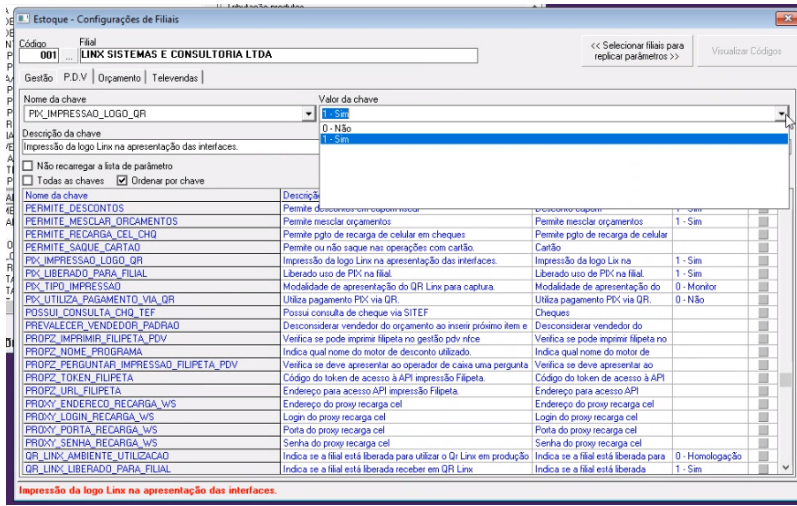 Estoque - Configurações de Filiais
Código Filial
001 ... LINX SISTEMAS E CONSULTORIA LTDA
<< Selecionar filiais para replicar parâmetros >>
Visualizar Códigos
Gestão P.D.V Orçamento Televendas
Nome da chave Valor da chave
PIX_IMPRESSAO_LOGO_QR 1 - Sim
0 - Não
1 - Sim
Descrição da chave
Impressão da logo Linx na apresentação das interfaces.
Não recarregar a lista de parâmetro
Todas as chaves Ordenar por chave
Nome da chave Descriçã
PERMITE_DESCONTOS Permite descontos em cupom fiscal Desconto cupom 1 - Sim
PERMITE_MESCLAR_ORCAMENTOS Permite mesclar orçamentos Permite mesclar orçamentos 1 - Sim
PERMITE_RECARGA_CEL_CHQ Permite pgto de recarga de celular em cheques Permite pgto de recarga de celular
PERMITE_SAQUE_CARTAO Permite ou não saque nas operações com cartão. Cartão
PIX_IMPRESSAO_LOGO_QR Impressão da logo Linx na apresentação das interfaces. Impressão da logo Lix na 1 - Sim
PIX_LIBERADO_PARA_FILIAL Liberado uso de PIX na filial. Liberado uso de PIX na filial. 1 - Sim
PIX_TIPO_IMPRESSAO Modalidade de apresentação do QR Linx para captura. Modalidade de apresentação do 0 - Monitor
PIX_UTILIZA_PAGAMENTO_VIA_QR Utiliza pagamento PIX via QR. Utiliza pagamento PIX via QR. 0 - Não
POSSUI_CONSULTA_CHQ_TEF Possui consulta de cheque via SITEF Cheques
PREVALECER_VENDEDOR_PADRAO Desconsiderar vendedor do orçamento ao inserir próximo item e Desconsiderar vendedor do
PROPZ_IMPRIMIR_FILIPETA_PDV Verifica se pode imprimir filipeta no gestão pdv nfce Verifica se pode imprimir filipeta no
PROPZ_NOME_PROGRAMA Indica qual nome do motor de desconto utilizado. Indica qual nome do motor de
PROPZ_PERGUNTAR_IMPRESSAO_FILIPETA_PDV Verifica se deve apresentar ao operador de caixa uma pergunta Verifica se deve apresentar ao
PROPZ_TOKEN_FILIPETA Código do token de acesso à API impressão Filipeta. Código do token de acesso à API
PROPZ_URL_FILIPETA Endereço para acesso API impressão Filipeta. Endereço para acesso API
PROXY_ENDERECO_RECARGA_WS Endereço do proxy recarga cel Endereço do proxy recarga cel
PROXY_LOGIN_RECARGA_WS Login do proxy recarga cel Login do proxy recarga cel
PROXY_PORTA_RECARGA_WS Porta do proxy recarga cel Porta do proxy recarga cel
PROXY_SENHA_RECARGA_WS Senha do proxy recarga cel Senha do proxy recarga cel
QR_LINX_AMBIENTE_UTILIZACAO Indica se a filial está liberada para utilizar o Qr Linx em produção Indica se a filial está liberada para 0 - Homologação
QR_LINX_LIBERADO_PARA_FILIAL Indica se a filial está liberada receber em QR Linx Indica se a filial está liberada 1 - Sim
Impressão da logo Linx na apresentação das interfaces.